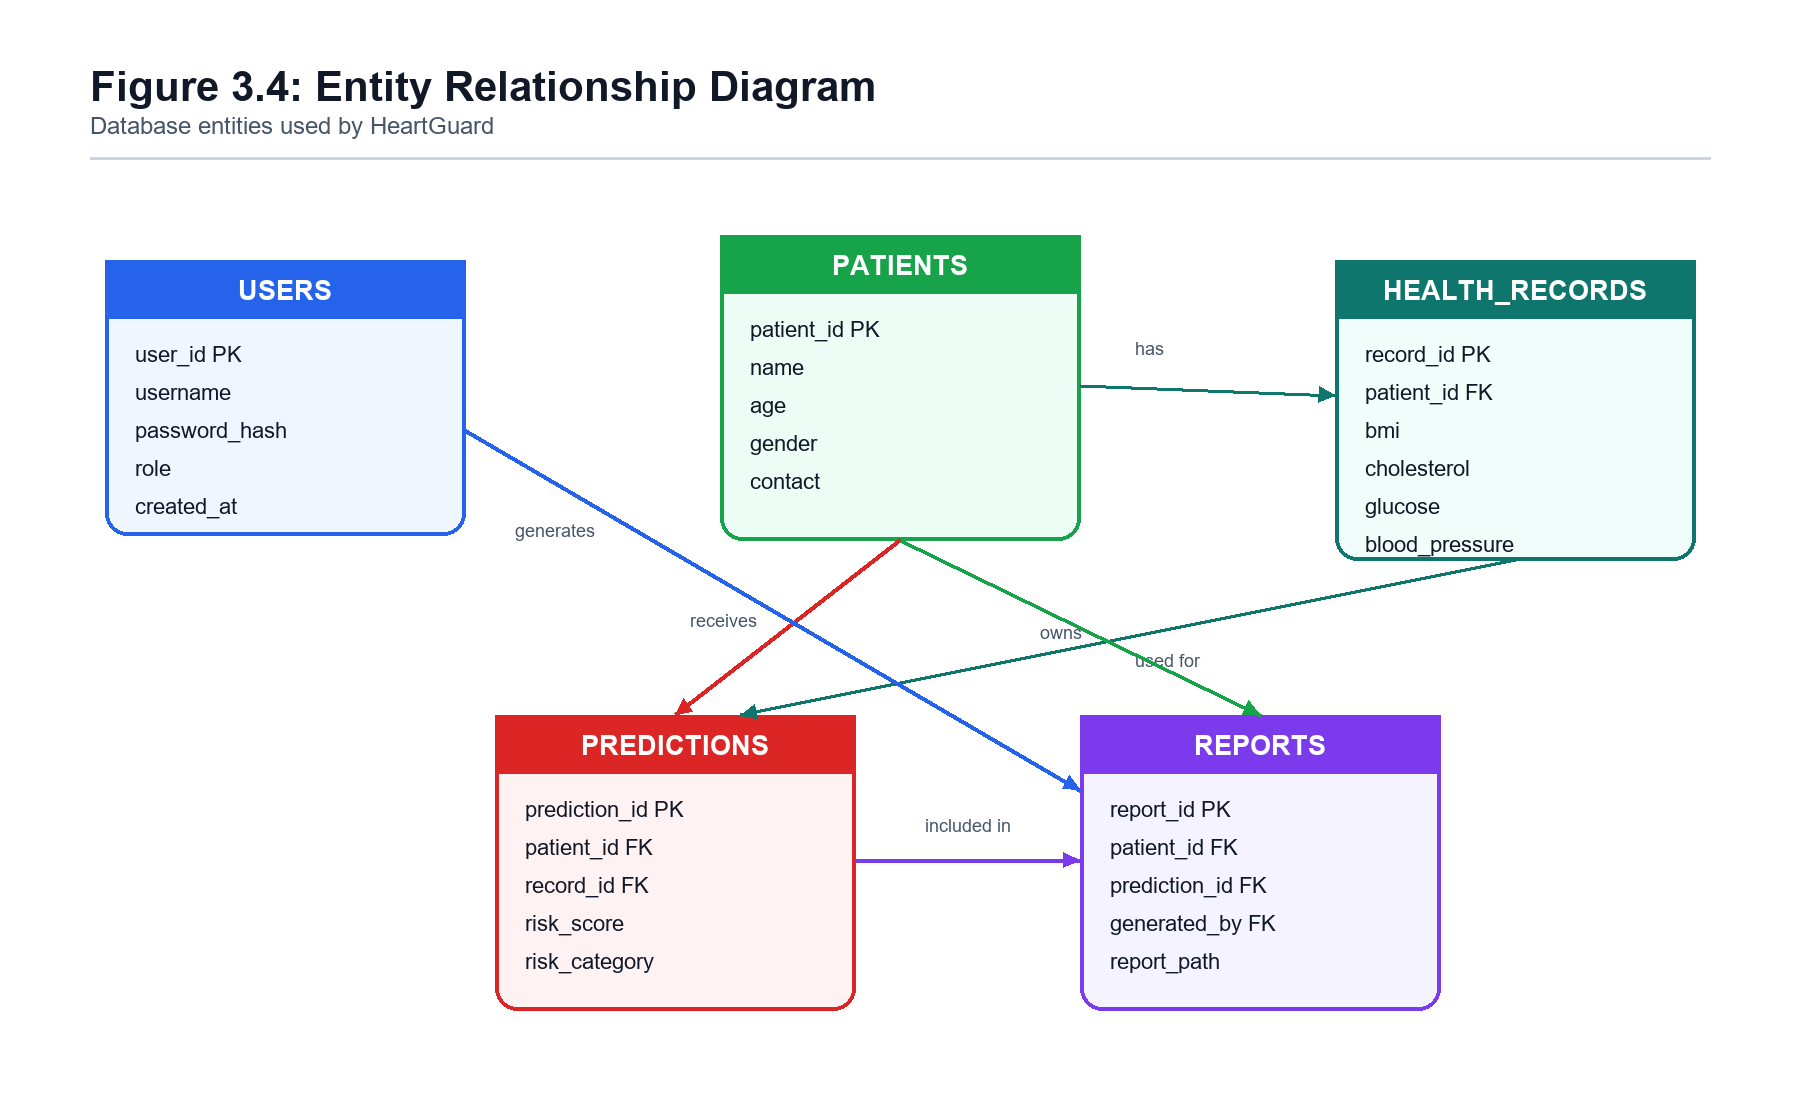 Figure 3.4: Entity Relationship Diagram
Database entities used by HeartGuard
USERS
user_id PK
username
password_hash
role
created_at
PATIENTS
patient_id PK
name
age
gender
contact
has
HEALTH_RECORDS
record_id PK
patient_id FK
bmi
cholesterol
glucose
blood_pressure
generates
receives
owns
used for
PREDICTIONS
prediction_id PK
patient_id FK
record_id FK
risk_score
risk_category
included in
REPORTS
report_id PK
patient_id FK
prediction_id FK
generated_by FK
report_path